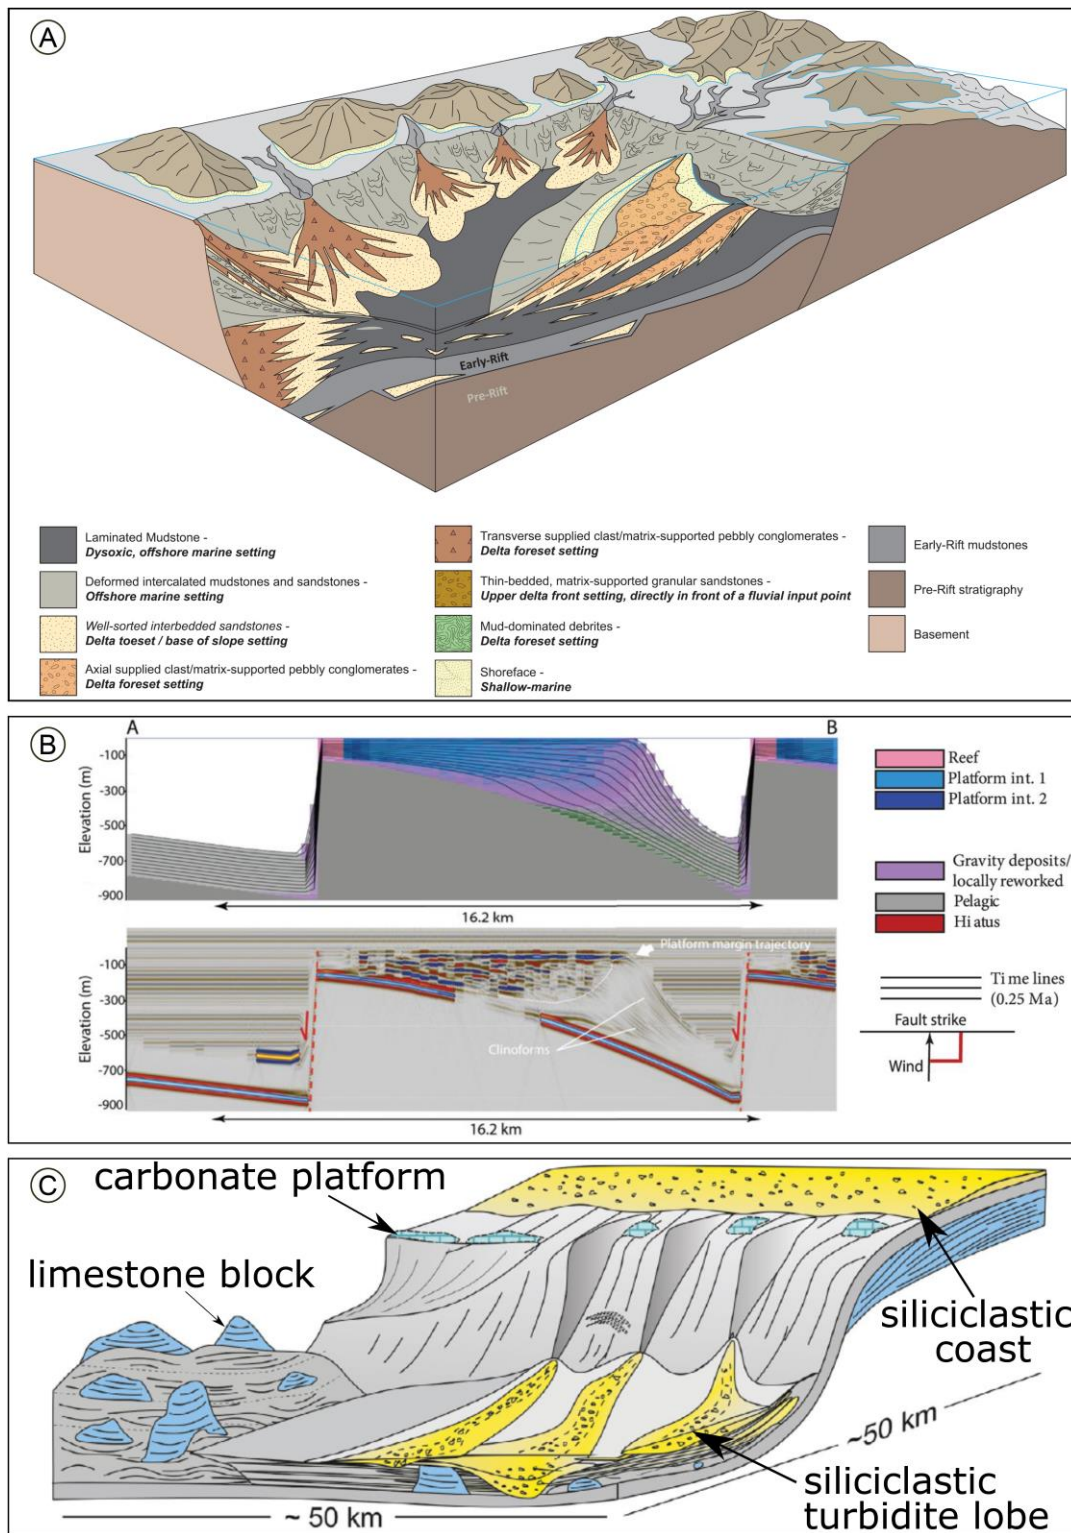 A
Early-Rift
Pre-Rift
Laminated Mudstone -
Dysoxic, offshore marine setting
Deformed intercalated mudstones and sandstones -
Offshore marine setting
Well-sorted interbedded sandstones -
Delta toeset / base of slope setting
Axial supplied clast/matrix-supported pebbly conglomerates -
Delta foreset setting
Transverse supplied clast/matrix-supported pebbly conglomerates -
Delta foreset setting
Thin-bedded, matrix-supported granular sandstones -
Upper delta front setting, directly in front of a fluvial input point
Mud-dominated debrites -
Delta foreset setting
Shoreface -
Shallow-marine
Early-Rift mudstones
Pre-Rift stratigraphy
Basement
B
A
B
Elevation (m)
-100
-300
-500
-700
-900
16.2 km
Elevation (m)
-100
-300
-500
-700
-900
Platform margin trajectory
Clinoforms
16.2 km
Reef
Platform int. 1
Platform int. 2
Gravity deposits/
locally reworked
Pelagic
Hiatus
Time lines
(0.25 Ma)
Fault strike
Wind
C
carbonate platform
limestone block
siliciclastic
coast
~50 km
siliciclastic
turbidite lobe
~ 50 km